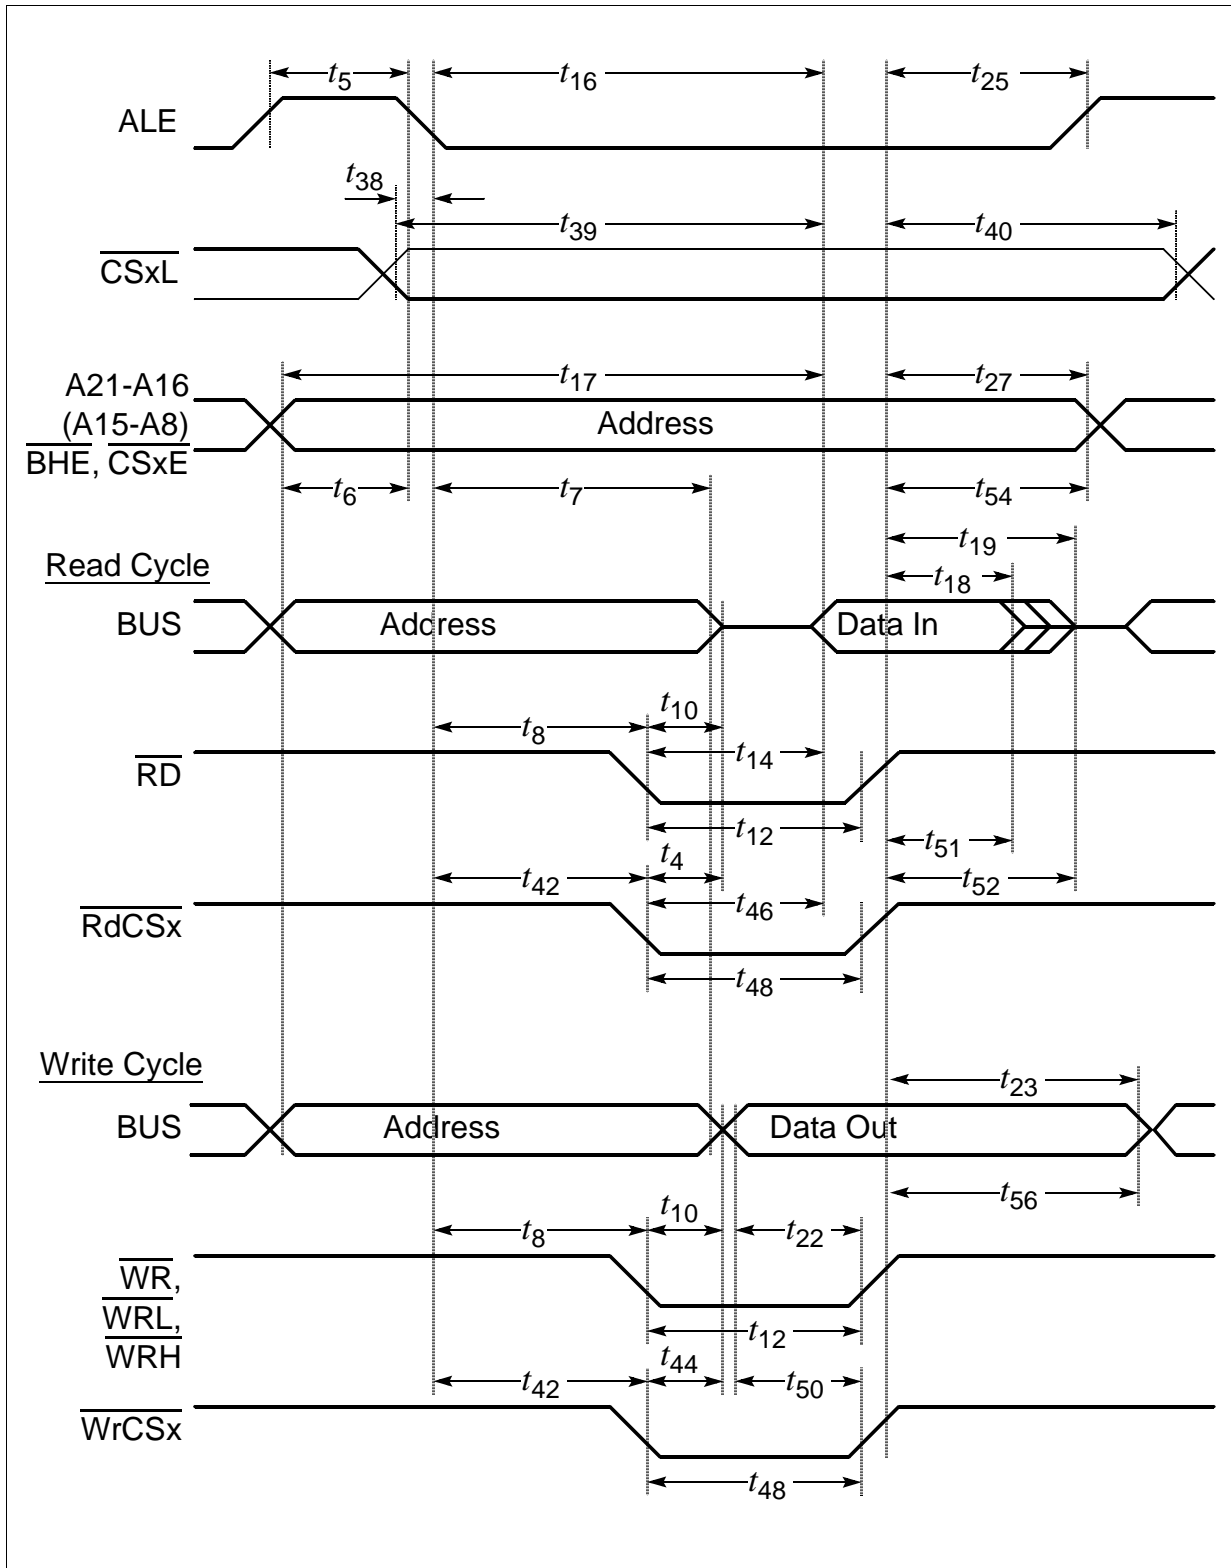 t5 t16 t25
ALE
t38
t39 t40
CSxL
t17 t27
A21-A16
(A15-A8) Address
BHE, CSxE
t6 t7 t54
t19
Read Cycle
t18
BUS Address Data In
t10
t8
t14
RD
t12
t51
t4
t42 t52
t46
RdCSx
t48
Write Cycle
t23
BUS Address Data Out
t56
t10
t8 t22
WR,
WRL,
t12
WRH
t44
t42 t50
WrCSx
t48